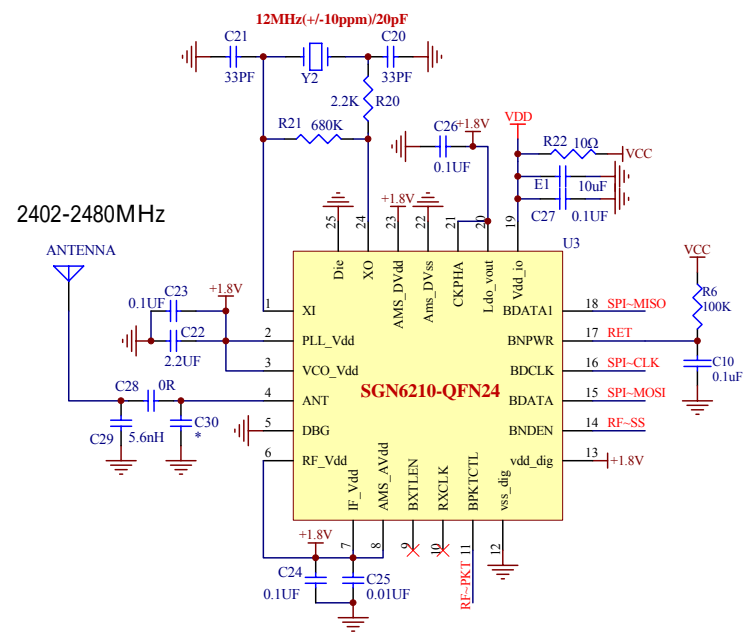 12MHz(+/-10ppm)/20pF
C21
33PF
Y2
C20
33PF
2.2K
R20
R21
680K
C26
+1.8V
0.1UF
VDD
R22
10Ω
VCC
E1
10uF
C27
0.1UF
2402-2480MHz
ANTENNA
25
24
23
+1.8V
22
21
20
19
U3
Die
XO
AMS_DVdd
Ams_DVss
CKPHA
Ldo_vout
Vdd_io
VCC
R6
100K
C10
0.1uF
C23
0.1UF
+1.8V
C22
2.2UF
1
XI
2
PLL_Vdd
3
VCO_Vdd
4
ANT
5
DBG
6
RF_Vdd
SGN6210-QFN24
BDATA1
18
SPI~MISO
BNPWR
17
RET
BDCLK
16
SPI~CLK
BDATA
15
SPI~MOSI
BNDEN
14
RF~SS
vdd_dig
13
+1.8V
C28
0R
C29
5.6nH
C30
*
IF_Vdd
AMS_AVdd
BXTLEN
RXCLK
BPKTCTL
vss_dig
7
8
9
10
11
12
RF~PKT
+1.8V
C24
0.1UF
C25
0.01UF